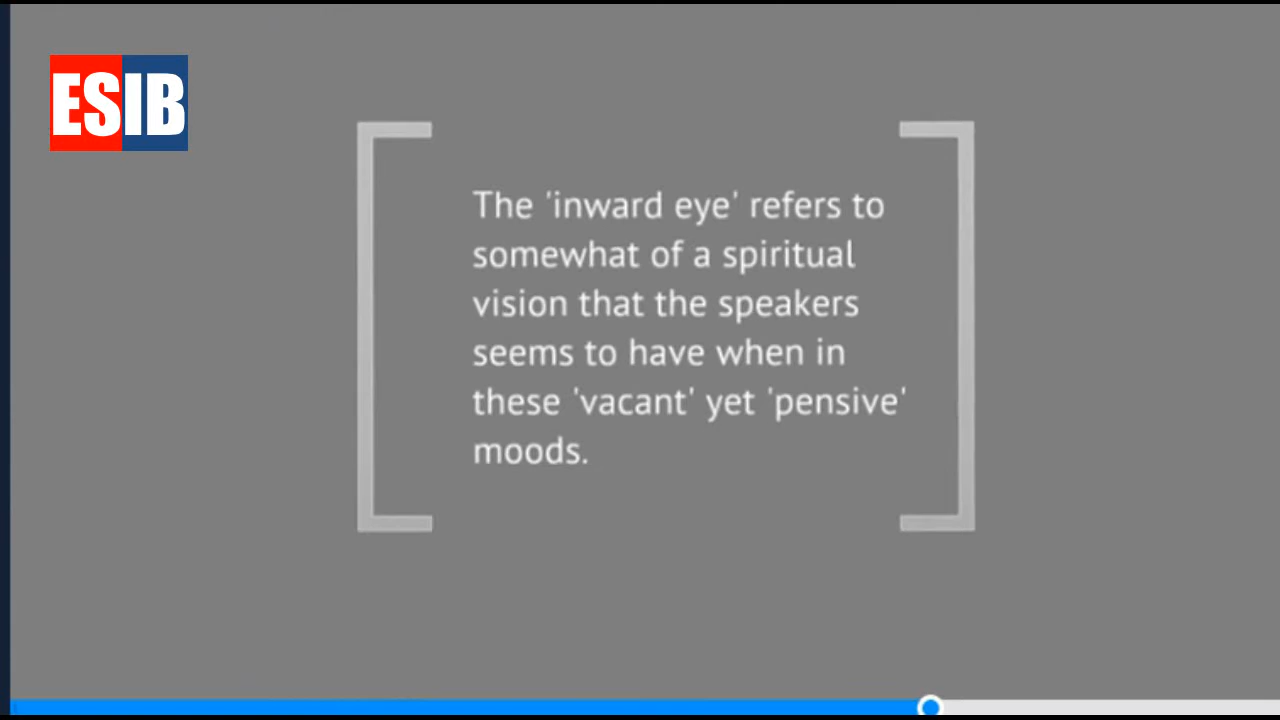 ESIB
The 'inward eye' refers to
somewhat of a spiritual
vision that the speakers
seems to have when in
these 'vacant' yet 'pensive'
moods.